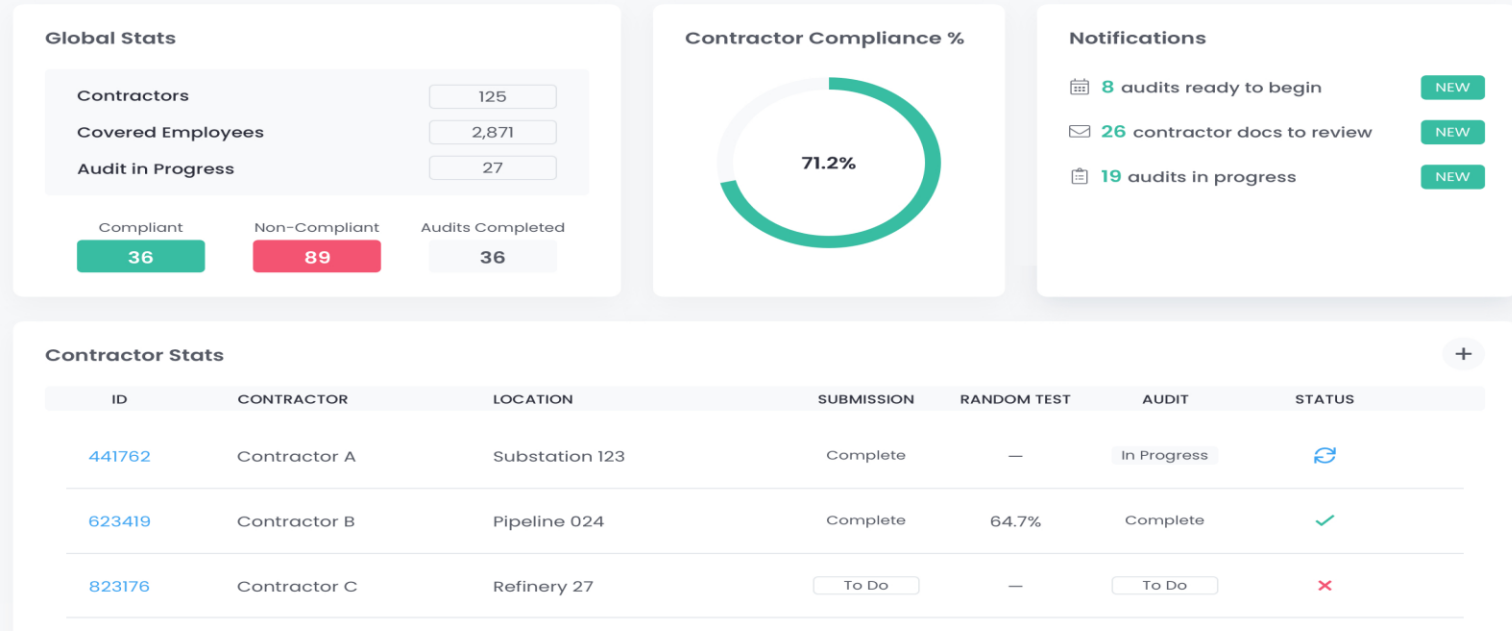 Global Stats
Contractors 125
Covered Employees 2,871
Audit in Progress 27
Compliant Non-Compliant Audits Completed
36 89 36
Contractor Compliance %
71.2%
Notifications
8 audits ready to begin NEW
26 contractor docs to review NEW
19 audits in progress NEW
Contractor Stats
+
ID CONTRACTOR LOCATION SUBMISSION RANDOM TEST AUDIT STATUS
441762 Contractor A Substation 123 Complete — In Progress
623419 Contractor B Pipeline 024 Complete 64.7% Complete
823176 Contractor C Refinery 27 To Do — To Do